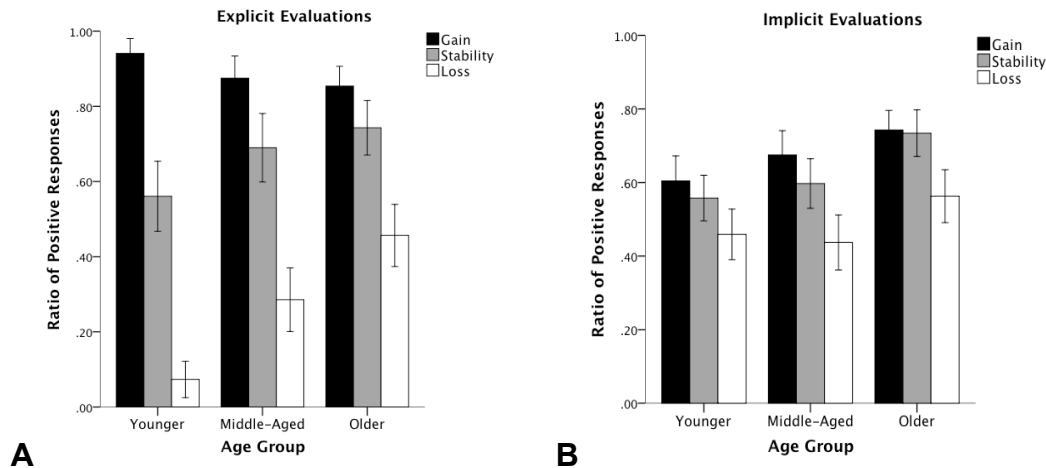 Explicit Evaluations
Gain
Stability
Loss
Ratio of Positive Responses
1.00
.80
.60
.40
.20
.00
Younger Middle-Aged Older
Age Group
A
Implicit Evaluations
Gain
Stability
Loss
Ratio of Positive Responses
1.00
.80
.60
.40
.20
.00
Younger Middle-Aged Older
Age Group
B